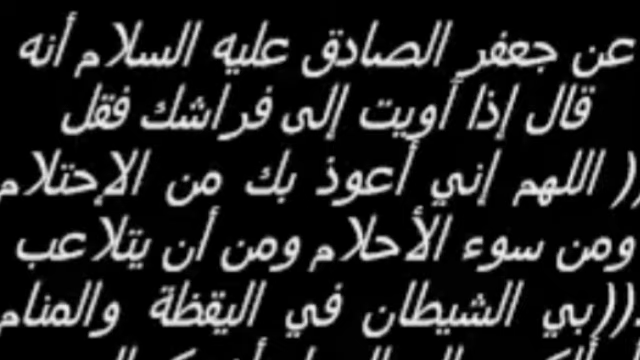 عن جعفر الصادق عليه السلام أنه
قال إذا أويت إلى فراشك فقل
(( اللهم إني أعوذ بك من الإحتلام
ومن سوء الأحلام ومن أن يتلاعب
بي الشيطان في اليقظة والمنام)).